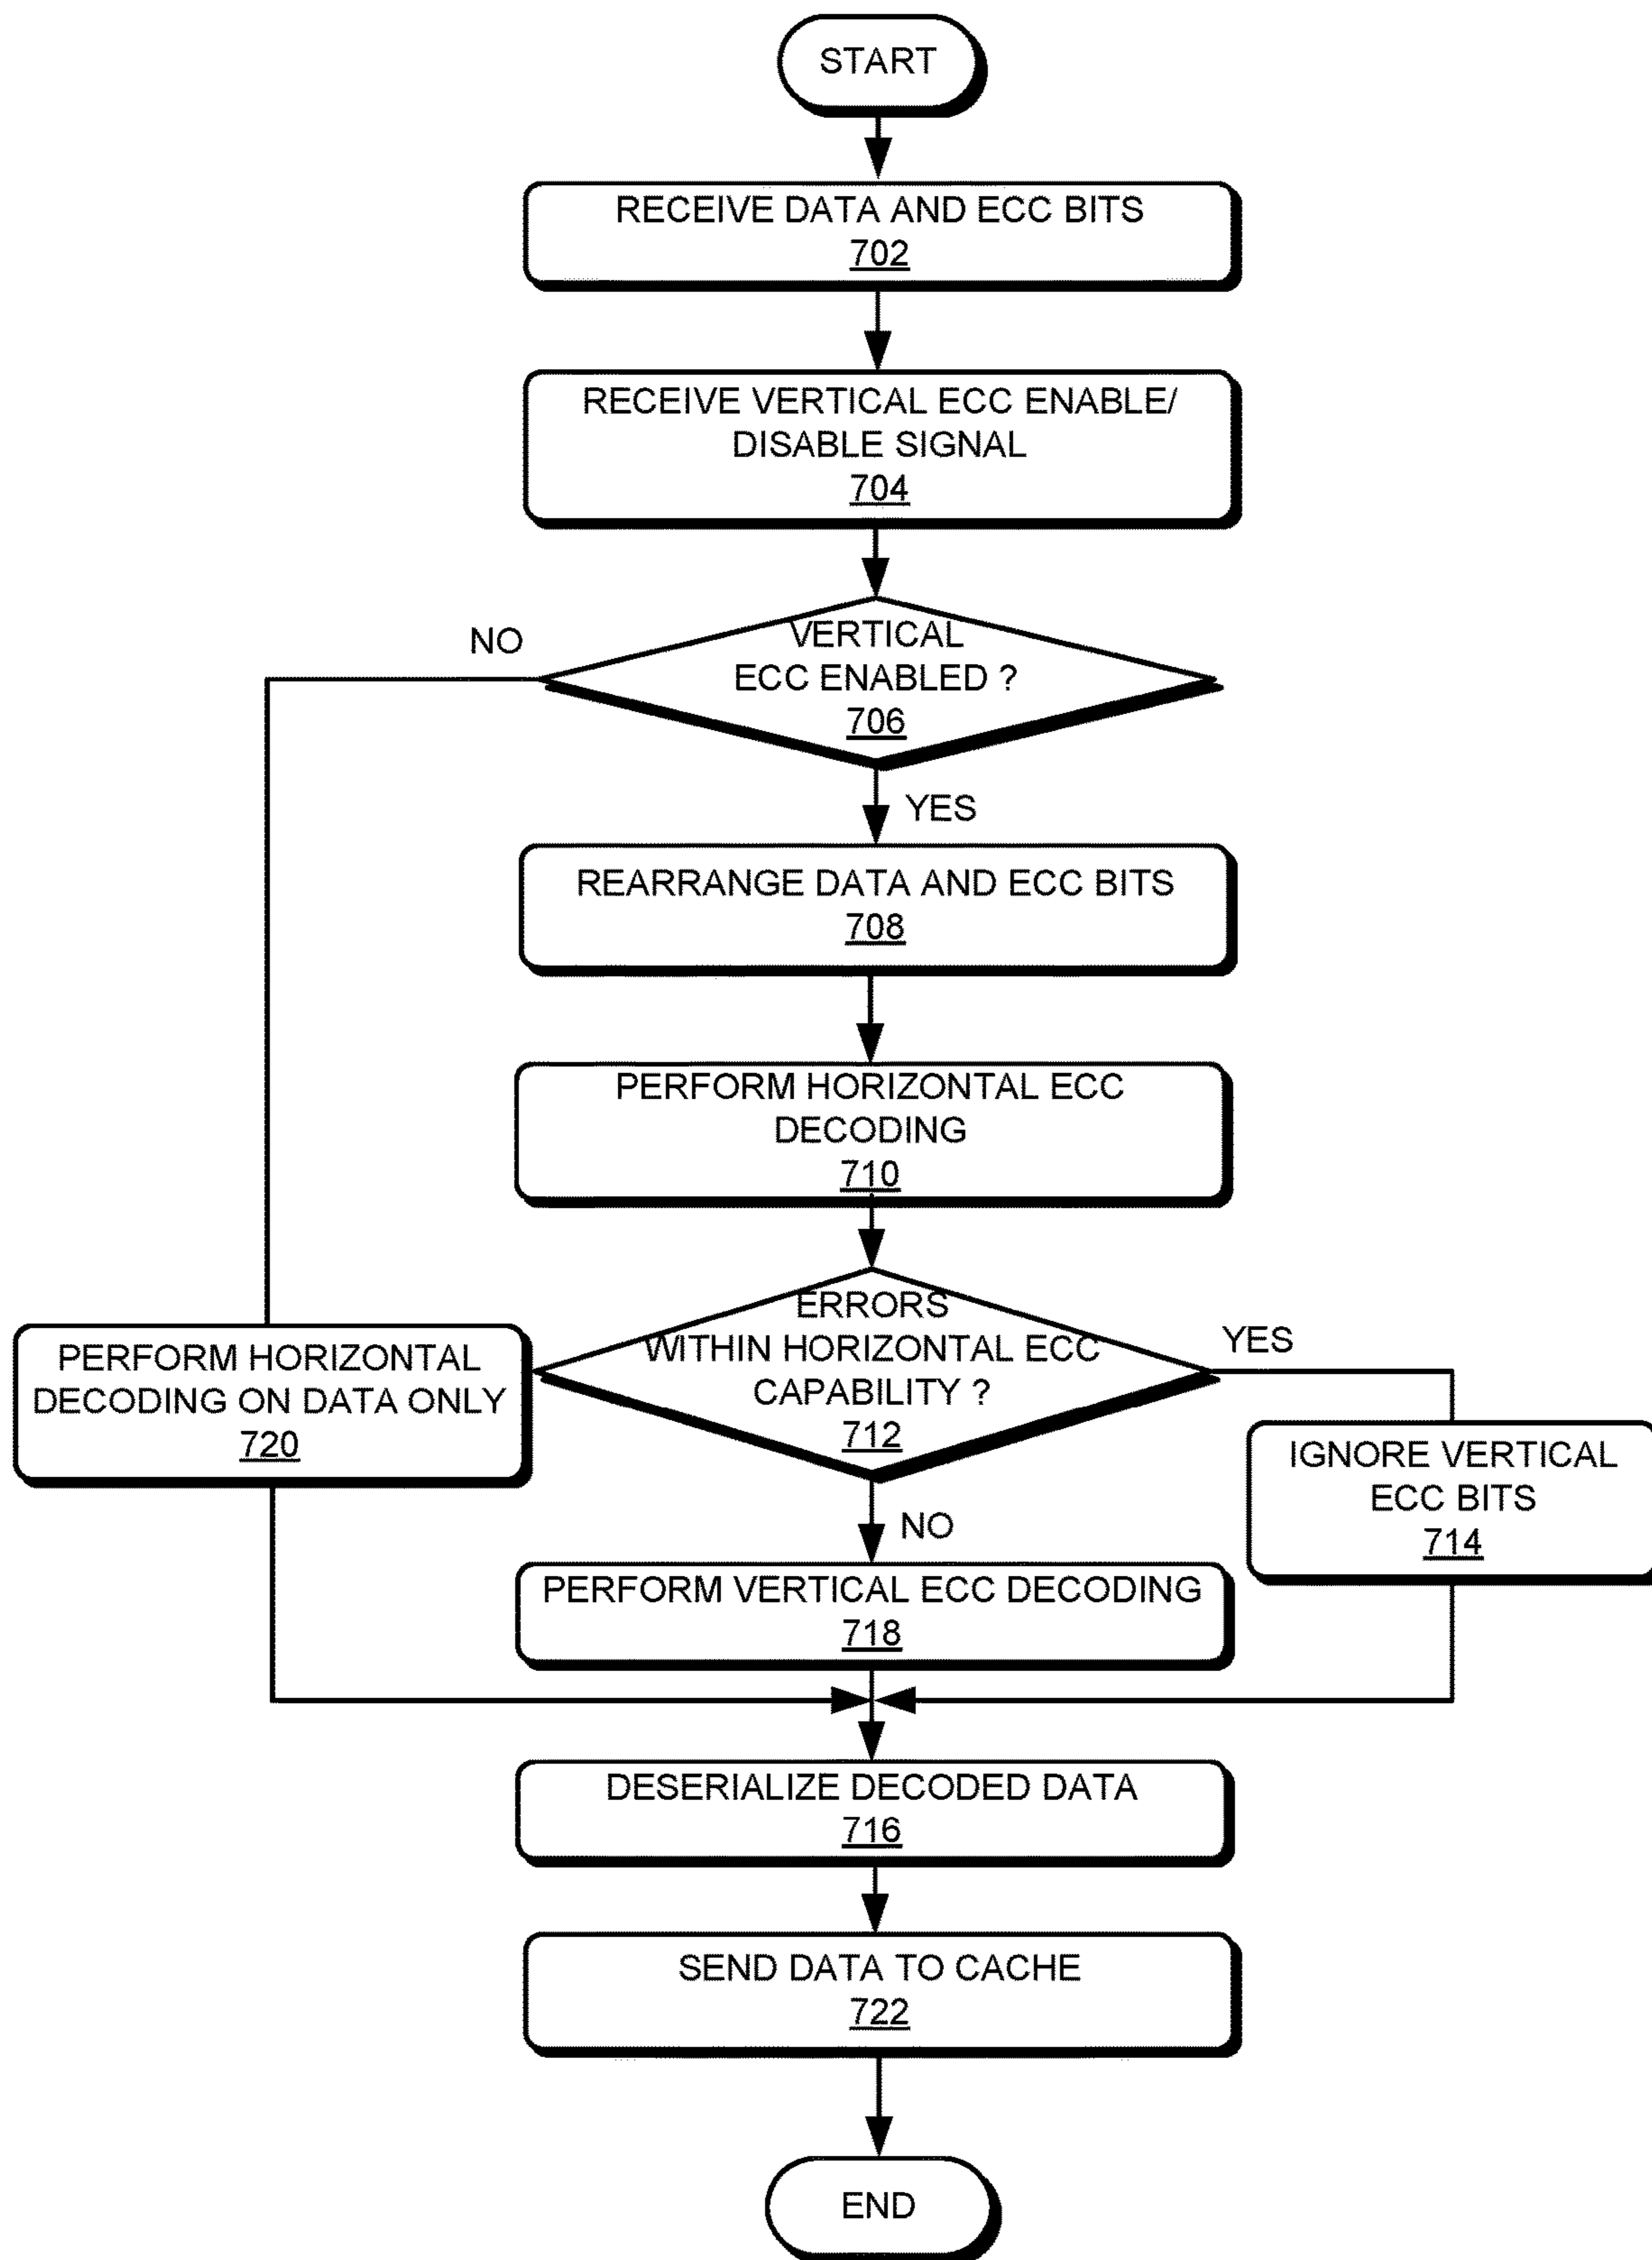 START
RECEIVE DATA AND ECC BITS
702
RECEIVE VERTICAL ECC ENABLE/
DISABLE SIGNAL
704
VERTICAL
ECC ENABLED ?
706
NO
YES
REARRANGE DATA AND ECC BITS
708
PERFORM HORIZONTAL ECC
DECODING
710
ERRORS
WITHIN HORIZONTAL ECC
CAPABILITY ?
712
YES
NO
PERFORM HORIZONTAL
DECODING ON DATA ONLY
720
IGNORE VERTICAL
ECC BITS
714
PERFORM VERTICAL ECC DECODING
718
DESERIALIZE DECODED DATA
716
SEND DATA TO CACHE
722
END